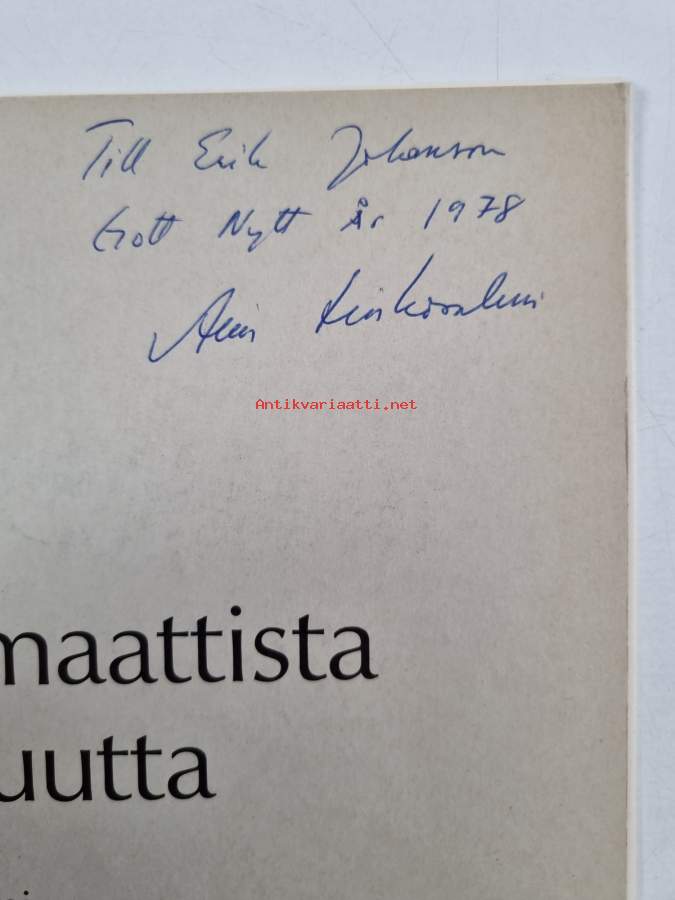 Till Erik Johanson
Gott Nytt År 1978
Antikvariaatti.net
maattista
uutta